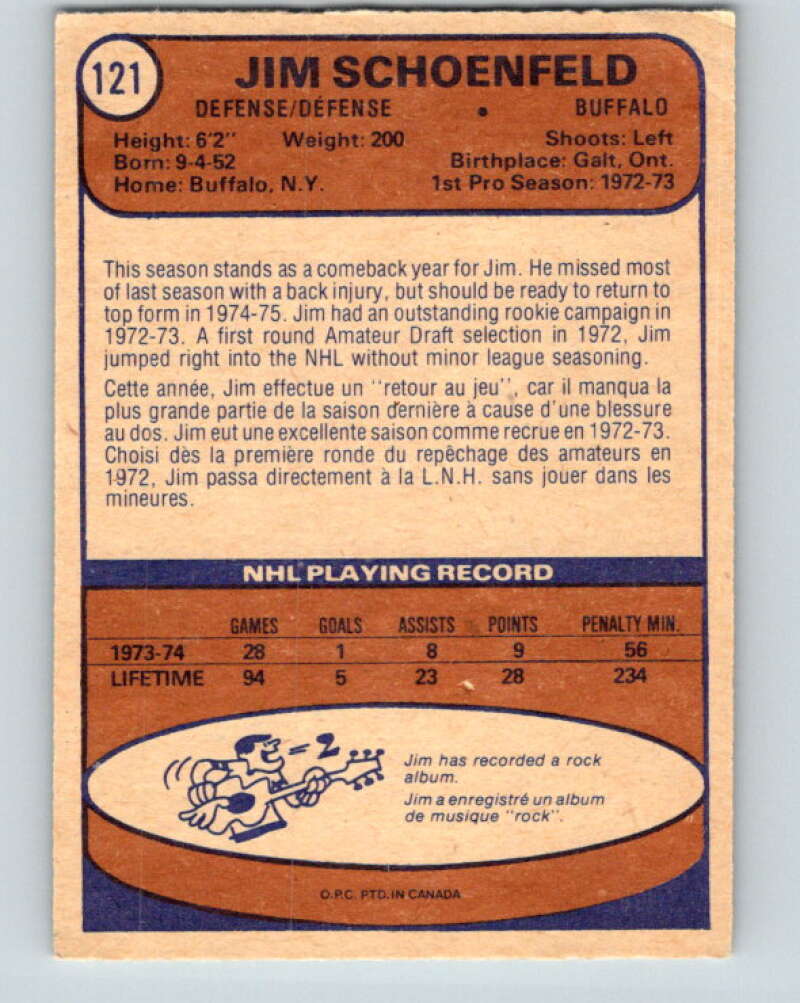 121
JIM SCHOENFELD
DEFENSE/DÉFENSE • BUFFALO
Height: 6'2" Weight: 200 Shoots: Left
Born: 9-4-52 Birthplace: Galt, Ont.
Home: Buffalo, N.Y. 1st Pro Season: 1972-73
This season stands as a comeback year for Jim. He missed most
of last season with a back injury, but should be ready to return to
top form in 1974-75. Jim had an outstanding rookie campaign in
1972-73. A first round Amateur Draft selection in 1972, Jim
jumped right into the NHL without minor league seasoning.
Cette année, Jim effectue un "retour au jeu", car il manqua la
plus grande partie de la saison dernière à cause d'une blessure
au dos. Jim eut une excellente saison comme recrue en 1972-73.
Choisi dès la première ronde du repêchage des amateurs en
1972, Jim passa directement à la L.N.H. sans jouer dans les
mineures.
NHL PLAYING RECORD
GAMES GOALS ASSISTS POINTS PENALTY MIN.
1973-74 28 1 8 9 56
LIFETIME 94 5 23 28 234
=2
Jim has recorded a rock
album.
Jim a enregistré un album
de musique "rock".
O.P.C. PTD. IN CANADA